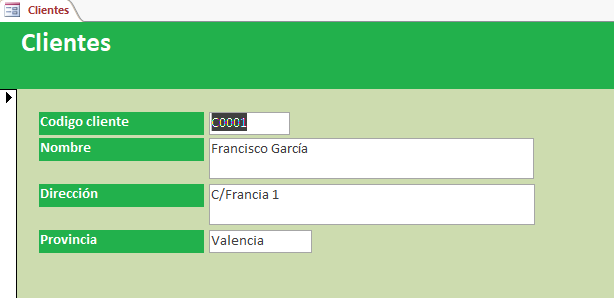 Clientes
Clientes
Codigo cliente C0001
Nombre Francisco García
Dirección C/Francia 1
Provincia Valencia